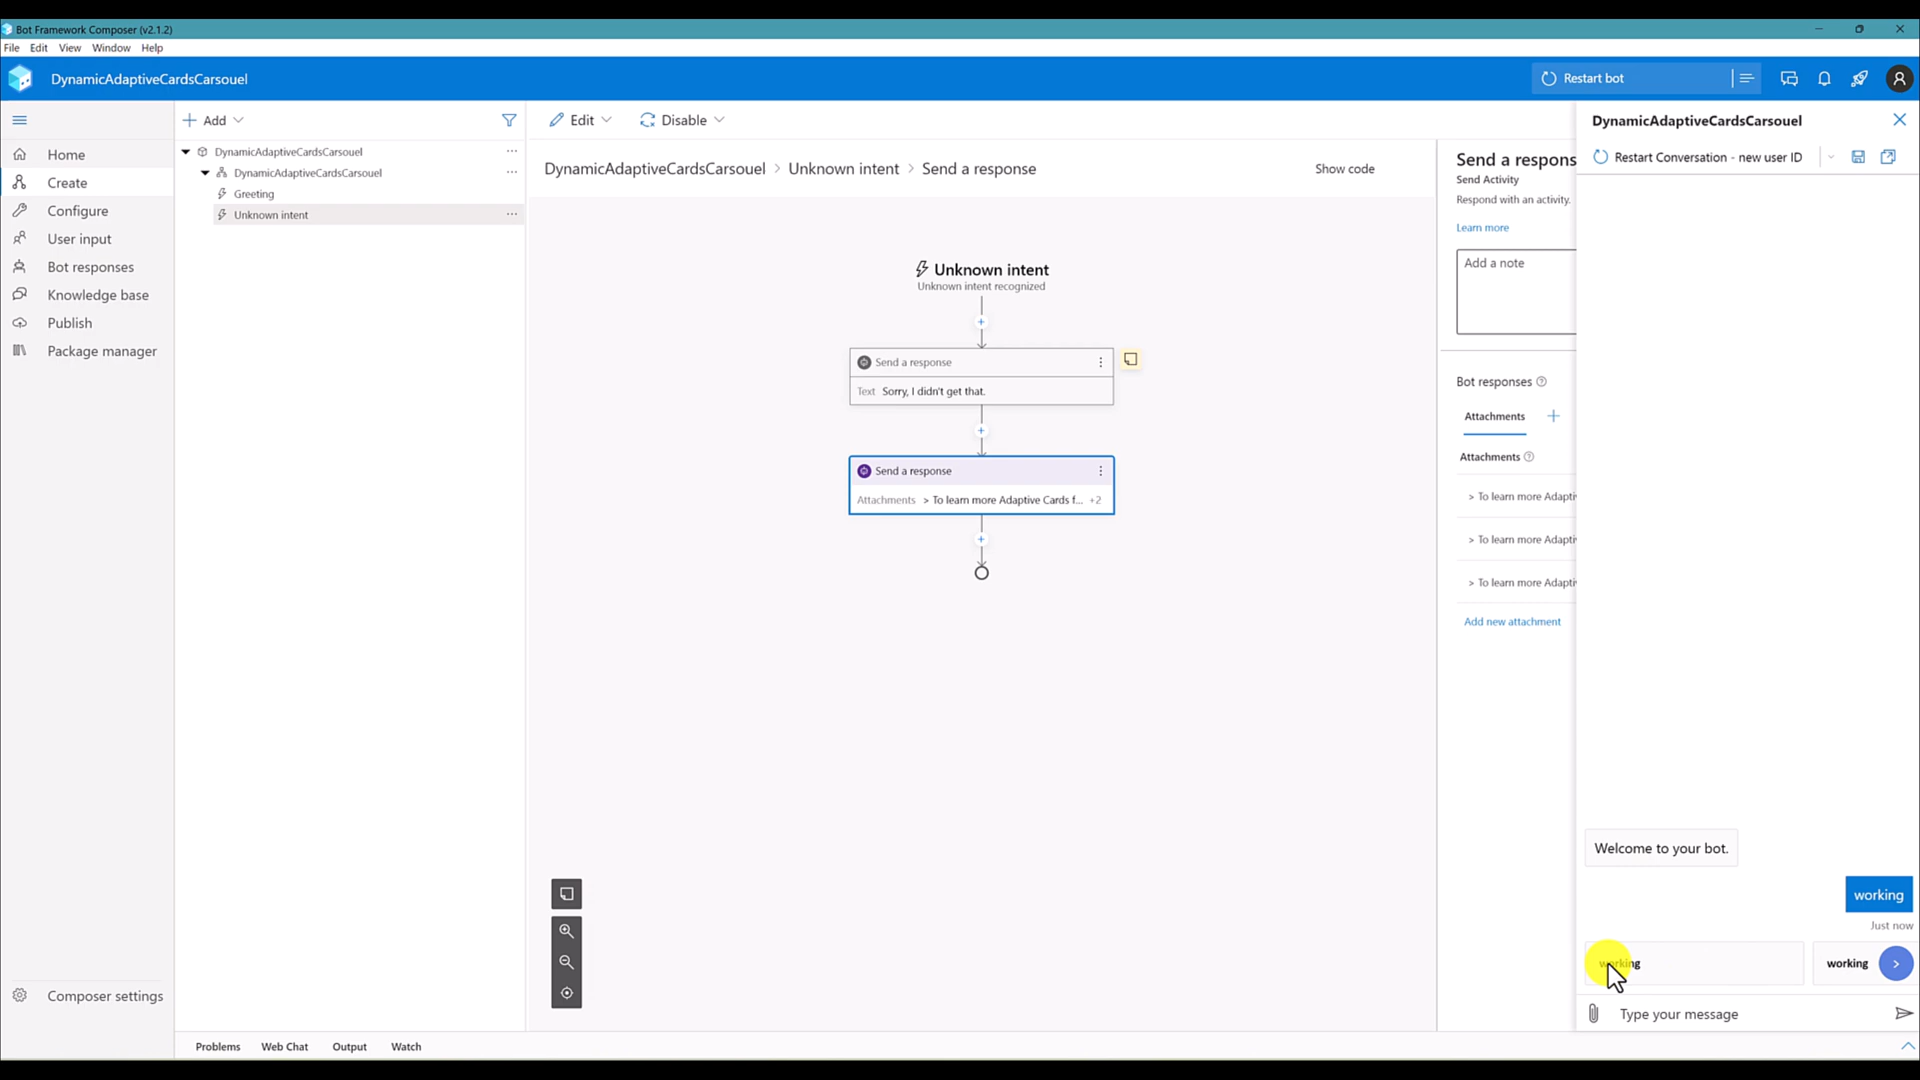 Bot Framework Composer (v2.1.2)
File Edit View Window Help
DynamicAdaptiveCardsCarsouel
Restart bot
Add
Edit
Disable
Home
Create
Configure
User input
Bot responses
Knowledge base
Publish
Package manager
Composer settings
DynamicAdaptiveCardsCarsouel
DynamicAdaptiveCardsCarsouel
Greeting
Unknown intent
DynamicAdaptiveCardsCarsouel > Unknown intent > Send a response
Show code
Unknown intent
Unknown intent recognized
Send a response
Text Sorry, I didn't get that.
Send a response
Attachments > To learn more Adaptive Cards f... +2
Send a respons
Send Activity
Respond with an activity.
Learn more
Add a note
Bot responses
Attachments
Attachments
> To learn more Adapti
> To learn more Adapti
> To learn more Adapti
Add new attachment
DynamicAdaptiveCardsCarsouel
Restart Conversation - new user ID
Welcome to your bot.
working
Just now
working
working
Type your message
Problems Web Chat Output Watch